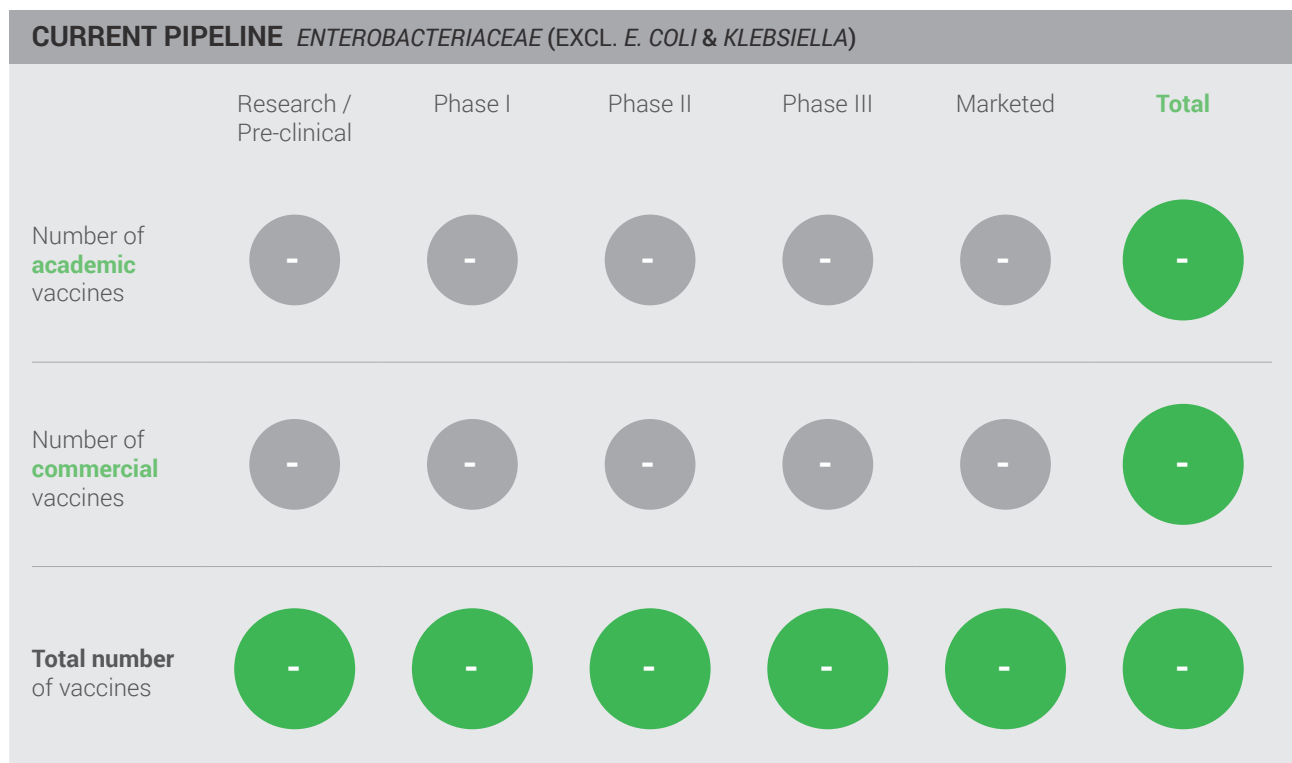 CURRENT PIPELINE ENTEROBACTERIACEAE (EXCL. E. COLI & KLEBSIELLA)
Research / Phase I Phase II Phase III Marketed Total
Pre-clinical
Number of
academic - - - - - -
vaccines
Number of
commercial - - - - - -
vaccines
Total number - - - - - -
of vaccines